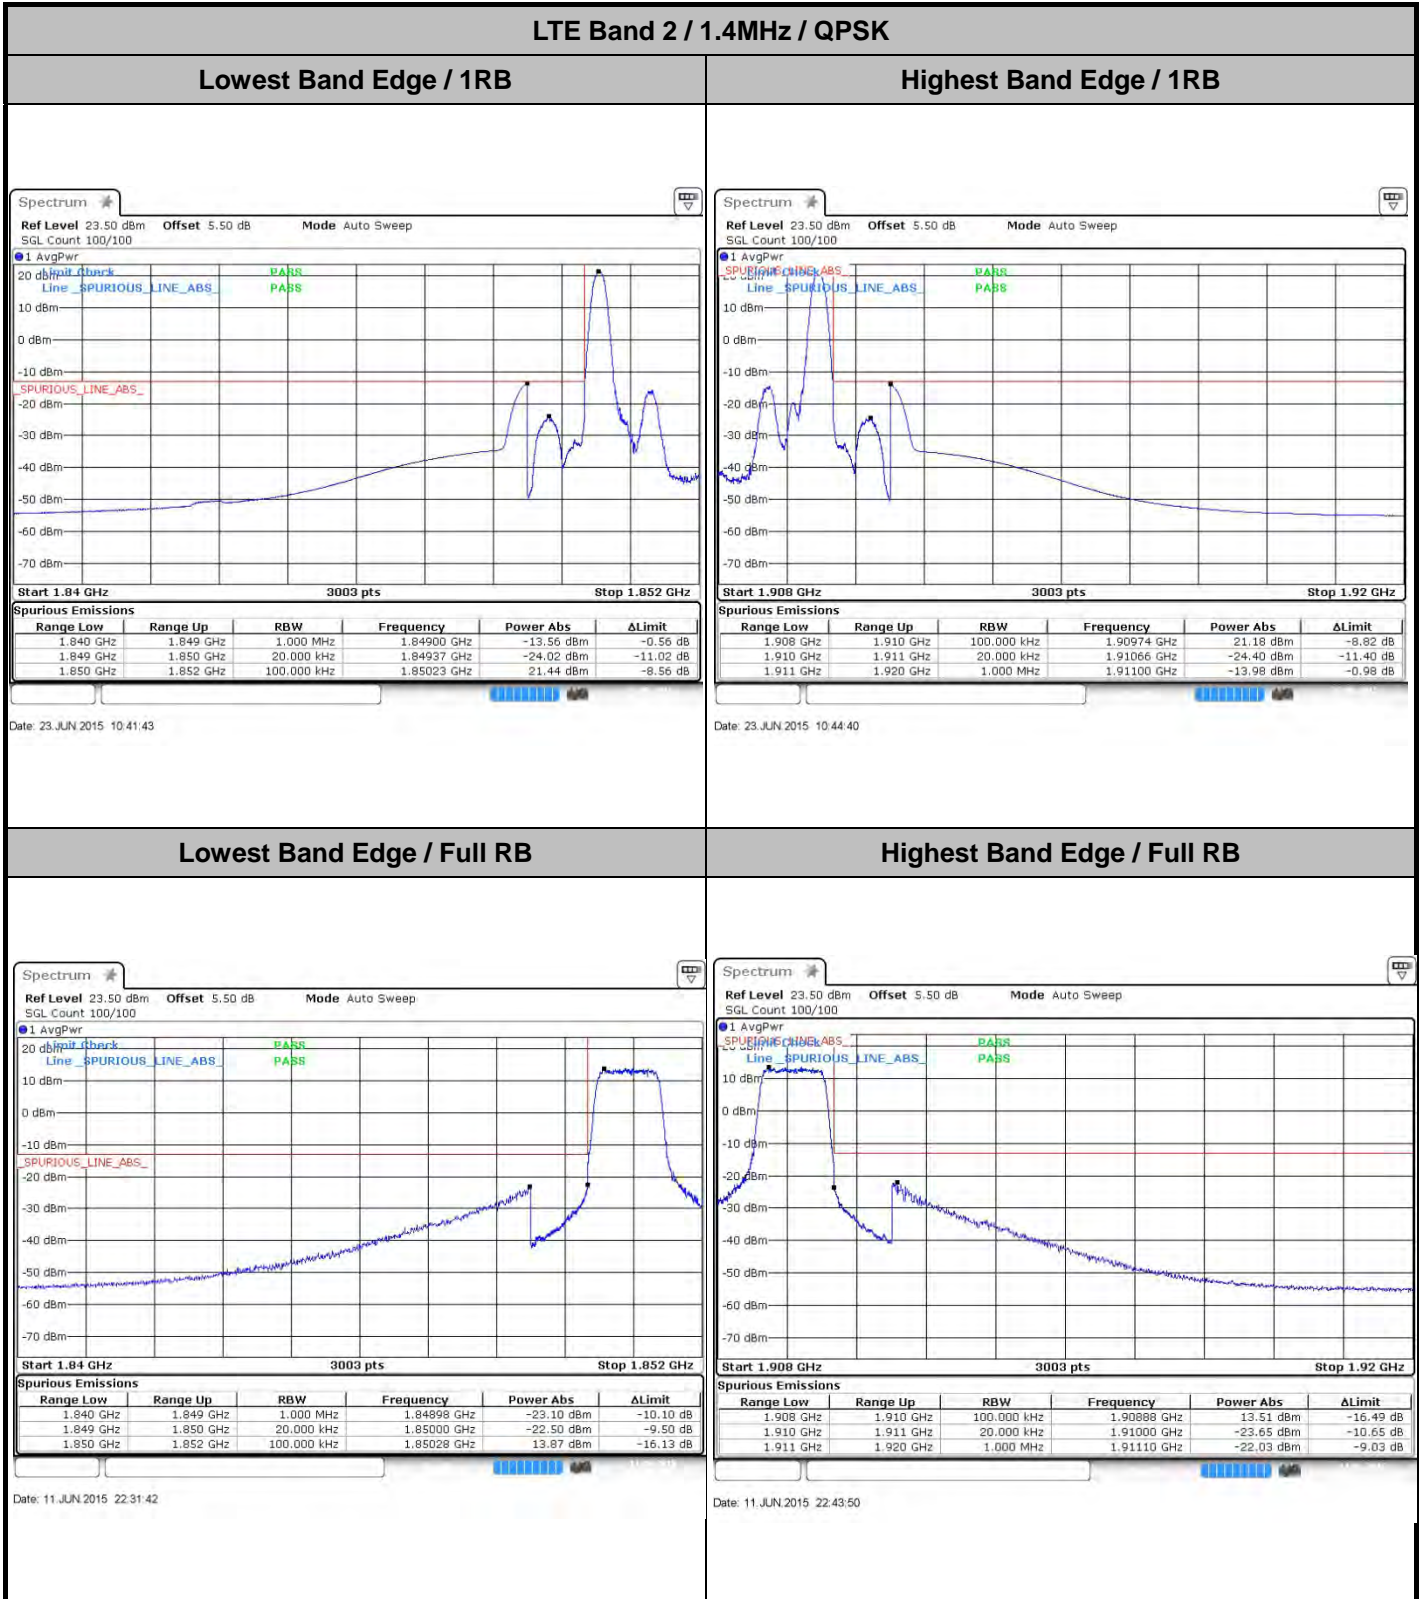 LTE Band 2 / 1.4MHz / QPSK
Lowest Band Edge / 1RB
Highest Band Edge / 1RB
Spectrum
Ref Level 23.50 dBm Offset 5.50 dB Mode Auto Sweep
SGL Count 100/100
1 AvgPwr
Limit Check PASS
20 dBm
Line _SPURIOUS_LINE_ABS_ PASS
10 dBm
0 dBm
-10 dBm
_SPURIOUS_LINE_ABS_
-20 dBm
-30 dBm
-40 dBm
-50 dBm
-60 dBm
-70 dBm
Start 1.84 GHz 3003 pts Stop 1.852 GHz
Spurious Emissions
Range Low Range Up RBW Frequency Power Abs ΔLimit
1.840 GHz 1.849 GHz 1.000 MHz 1.84900 GHz -13.56 dBm -0.56 dB
1.849 GHz 1.850 GHz 20.000 kHz 1.84937 GHz -24.02 dBm -11.02 dB
1.850 GHz 1.852 GHz 100.000 kHz 1.85023 GHz 21.44 dBm -8.56 dB
Date: 23.JUN.2015 10:41:43
Spectrum
Ref Level 23.50 dBm Offset 5.50 dB Mode Auto Sweep
SGL Count 100/100
1 AvgPwr
_SPURIOUS_LINE_ABS_
Limit Check PASS
20 dBm
Line _SPURIOUS_LINE_ABS_ PASS
10 dBm
0 dBm
-10 dBm
-20 dBm
-30 dBm
-40 dBm
-50 dBm
-60 dBm
-70 dBm
Start 1.908 GHz 3003 pts Stop 1.92 GHz
Spurious Emissions
Range Low Range Up RBW Frequency Power Abs ΔLimit
1.908 GHz 1.910 GHz 100.000 kHz 1.90974 GHz 21.18 dBm -8.82 dB
1.910 GHz 1.911 GHz 20.000 kHz 1.91066 GHz -24.40 dBm -11.40 dB
1.911 GHz 1.920 GHz 1.000 MHz 1.91100 GHz -13.98 dBm -0.98 dB
Date: 23.JUN.2015 10:44:40
Lowest Band Edge / Full RB
Highest Band Edge / Full RB
Spectrum
Ref Level 23.50 dBm Offset 5.50 dB Mode Auto Sweep
SGL Count 100/100
1 AvgPwr
Limit Check PASS
20 dBm
Line _SPURIOUS_LINE_ABS_ PASS
10 dBm
0 dBm
-10 dBm
_SPURIOUS_LINE_ABS_
-20 dBm
-30 dBm
-40 dBm
-50 dBm
-60 dBm
-70 dBm
Start 1.84 GHz 3003 pts Stop 1.852 GHz
Spurious Emissions
Range Low Range Up RBW Frequency Power Abs ΔLimit
1.840 GHz 1.849 GHz 1.000 MHz 1.84898 GHz -23.10 dBm -10.10 dB
1.849 GHz 1.850 GHz 20.000 kHz 1.85000 GHz -22.50 dBm -9.50 dB
1.850 GHz 1.852 GHz 100.000 kHz 1.85028 GHz 13.87 dBm -16.13 dB
Date: 11.JUN.2015 22:31:42
Spectrum
Ref Level 23.50 dBm Offset 5.50 dB Mode Auto Sweep
SGL Count 100/100
1 AvgPwr
_SPURIOUS_LINE_ABS_
Limit Check PASS
20 dBm
Line _SPURIOUS_LINE_ABS_ PASS
10 dBm
0 dBm
-10 dBm
-20 dBm
-30 dBm
-40 dBm
-50 dBm
-60 dBm
-70 dBm
Start 1.908 GHz 3003 pts Stop 1.92 GHz
Spurious Emissions
Range Low Range Up RBW Frequency Power Abs ΔLimit
1.908 GHz 1.910 GHz 100.000 kHz 1.90888 GHz 13.51 dBm -16.49 dB
1.910 GHz 1.911 GHz 20.000 kHz 1.91000 GHz -23.65 dBm -10.65 dB
1.911 GHz 1.920 GHz 1.000 MHz 1.91110 GHz -22.03 dBm -9.03 dB
Date: 11.JUN.2015 22:43:50